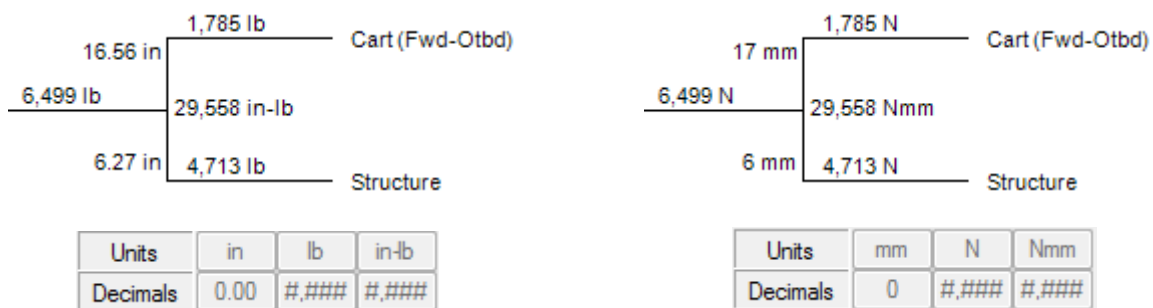 1,785 lb
16.56 in
Cart (Fwd-Otbd)
6,499 lb
29,558 in-lb
6.27 in
4,713 lb
Structure
Units in lb in-lb
Decimals 0.00 #,### #,###
1,785 N
17 mm
Cart (Fwd-Otbd)
6,499 N
29,558 Nmm
6 mm
4,713 N
Structure
Units mm N Nmm
Decimals 0 #,### #,###